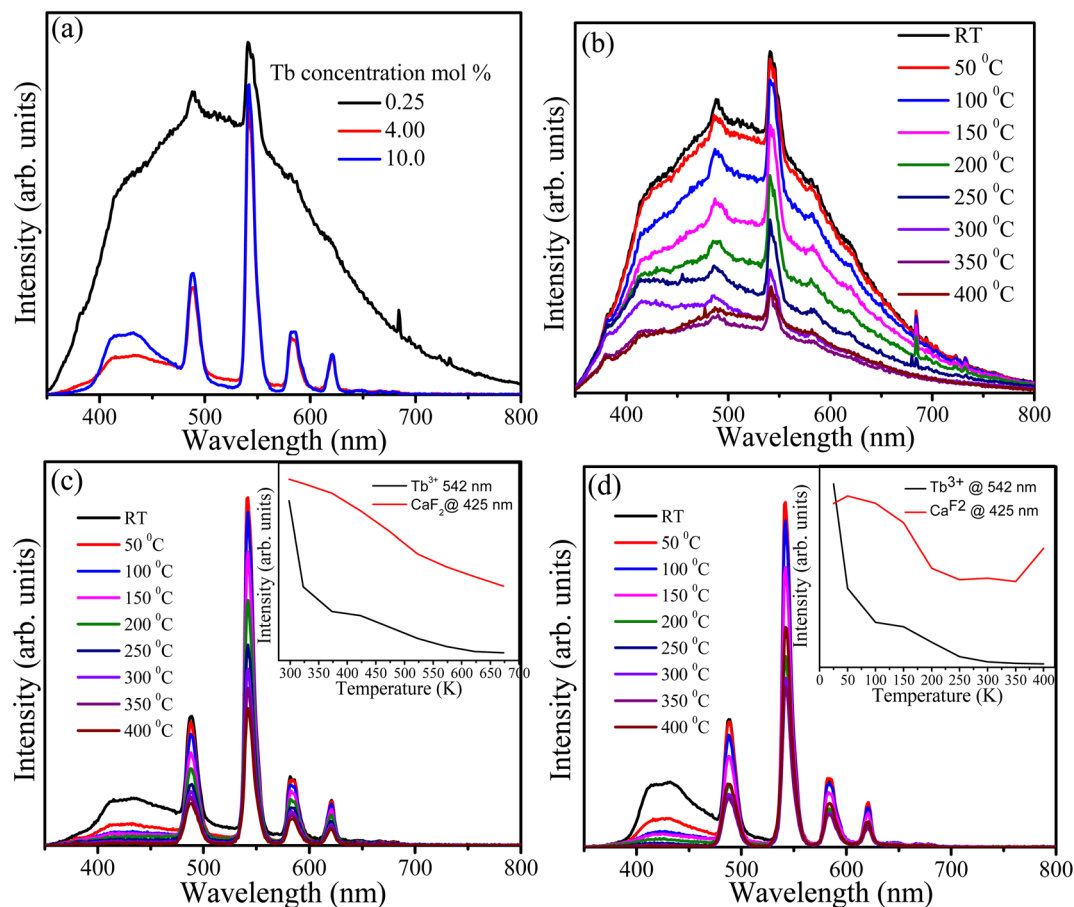 (a)
Tb concentration mol %
0.25
4.00
10.0
Intensity (arb. units)
400 500 600 700 800
Wavelength (nm)
(b)
RT
50 ⁰C
100 ⁰C
150 ⁰C
200 ⁰C
250 ⁰C
300 ⁰C
350 ⁰C
400 ⁰C
Intensity (arb. units)
400 500 600 700 800
Wavelength (nm)
(c)
RT
50 ⁰C
100 ⁰C
150 ⁰C
200 ⁰C
250 ⁰C
300 ⁰C
350 ⁰C
400 ⁰C
Tb³⁺ 542 nm
CaF₂@ 425 nm
Intensity (arb. units)
300 350 400 450 500 550 600 650 700
Temperature (K)
Intensity (arb. units)
400 500 600 700 800
Wavelength (nm)
(d)
RT
50 ⁰C
100 ⁰C
150 ⁰C
200 ⁰C
250 ⁰C
300 ⁰C
350 ⁰C
400 ⁰C
Tb³⁺ @ 542 nm
CaF2 @ 425 nm
Intensity (arb. units)
0 50 100 150 200 250 300 350 400
Temperature (K)
Intensity (arb. units)
400 500 600 700 800
Wavelength (nm)